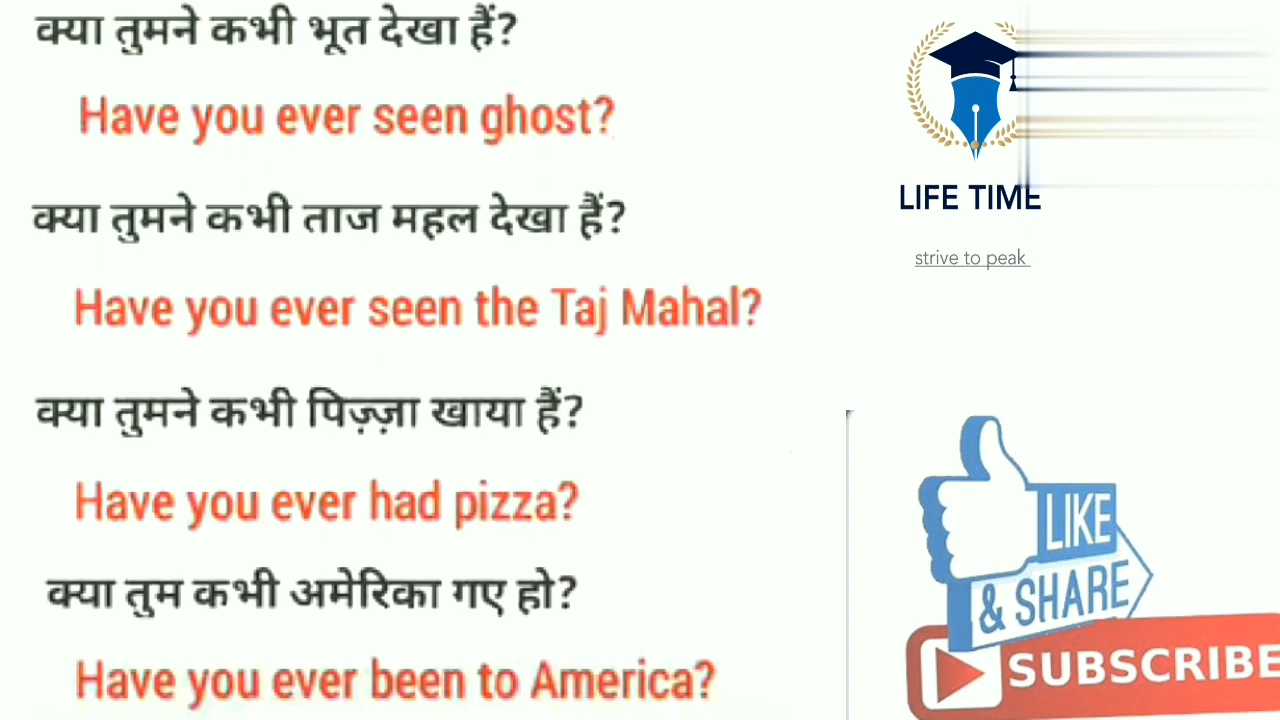 क्या तुमने कभी भूत देखा हैं?
Have you ever seen ghost?
क्या तुमने कभी ताज महल देखा हैं?
Have you ever seen the Taj Mahal?
क्या तुमने कभी पिज़्ज़ा खाया हैं?
Have you ever had pizza?
क्या तुम कभी अमेरिका गए हो?
Have you ever been to America?
LIFE TIME
strive to peak
LIKE
& SHARE
SUBSCRIBE